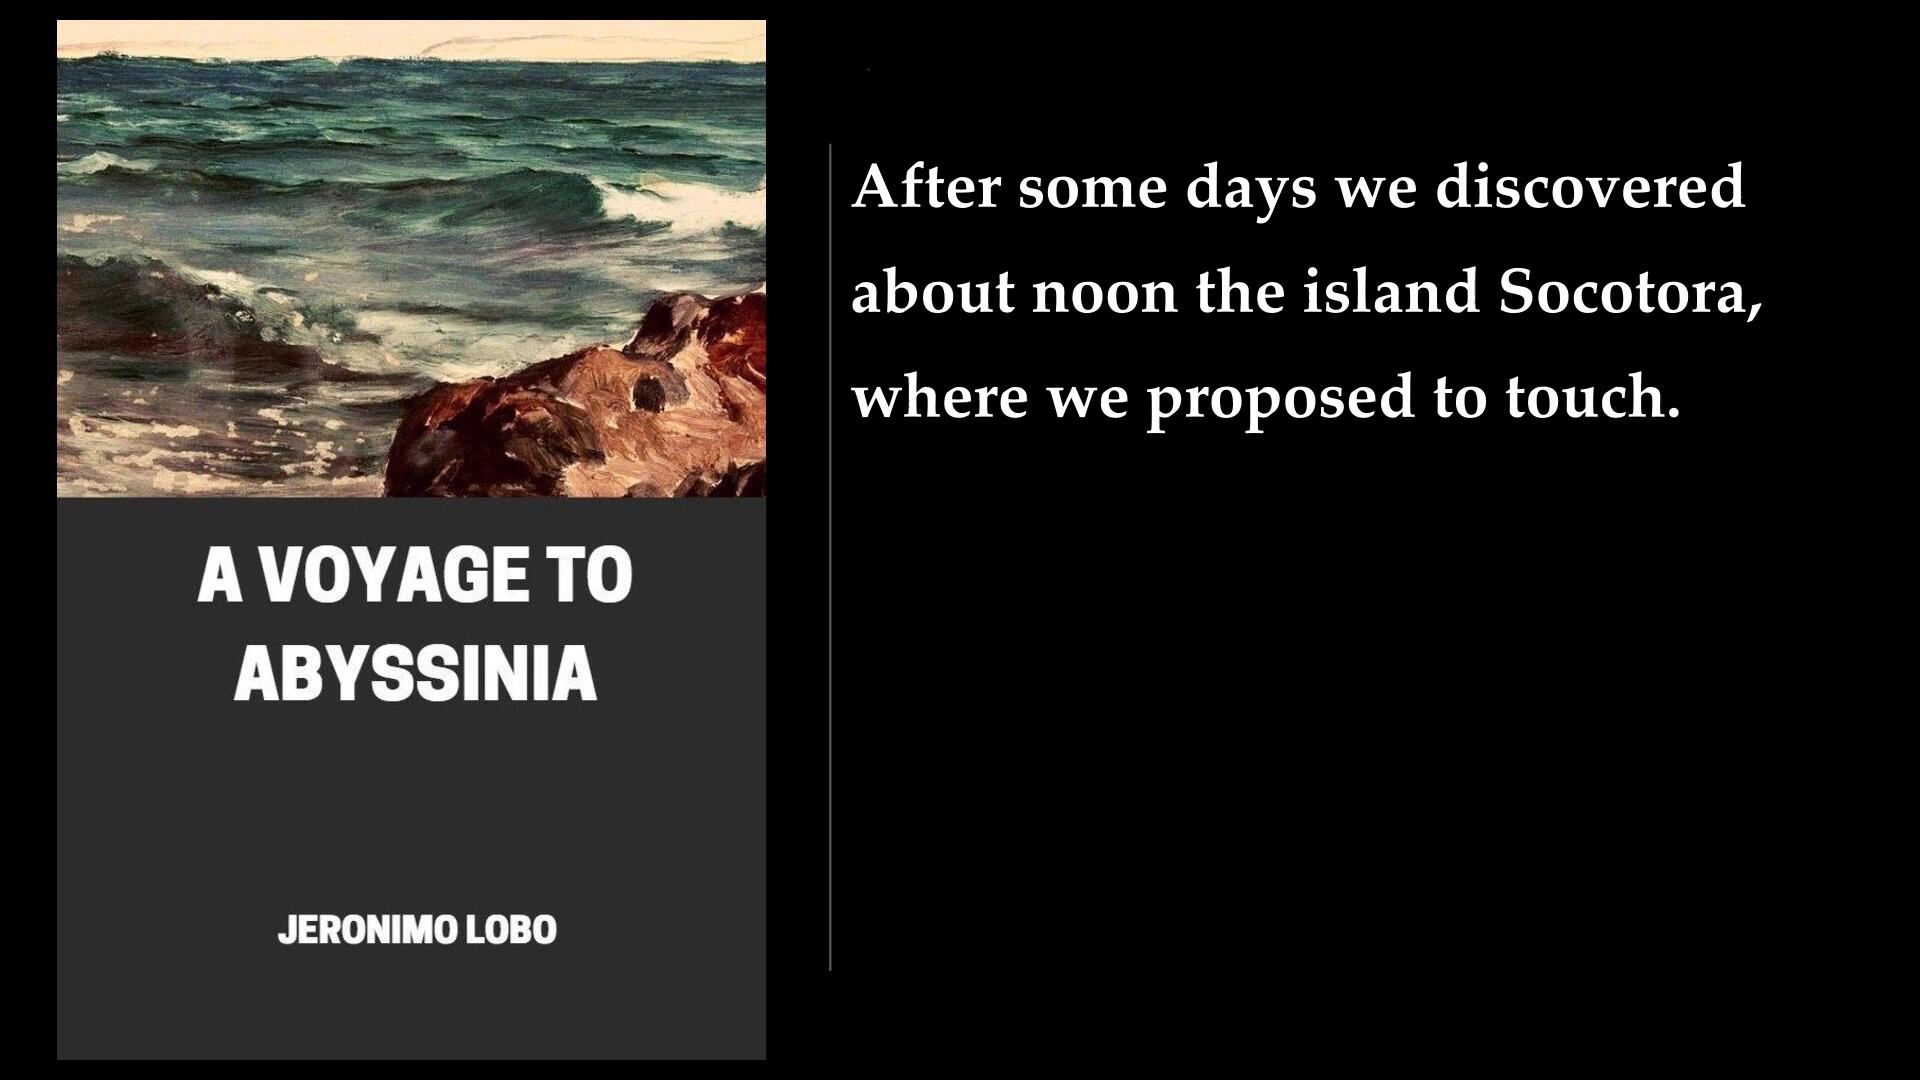 A VOYAGE TO
ABYSSINIA
JERONIMO LOBO
After some days we discovered
about noon the island Socotora,
where we proposed to touch.